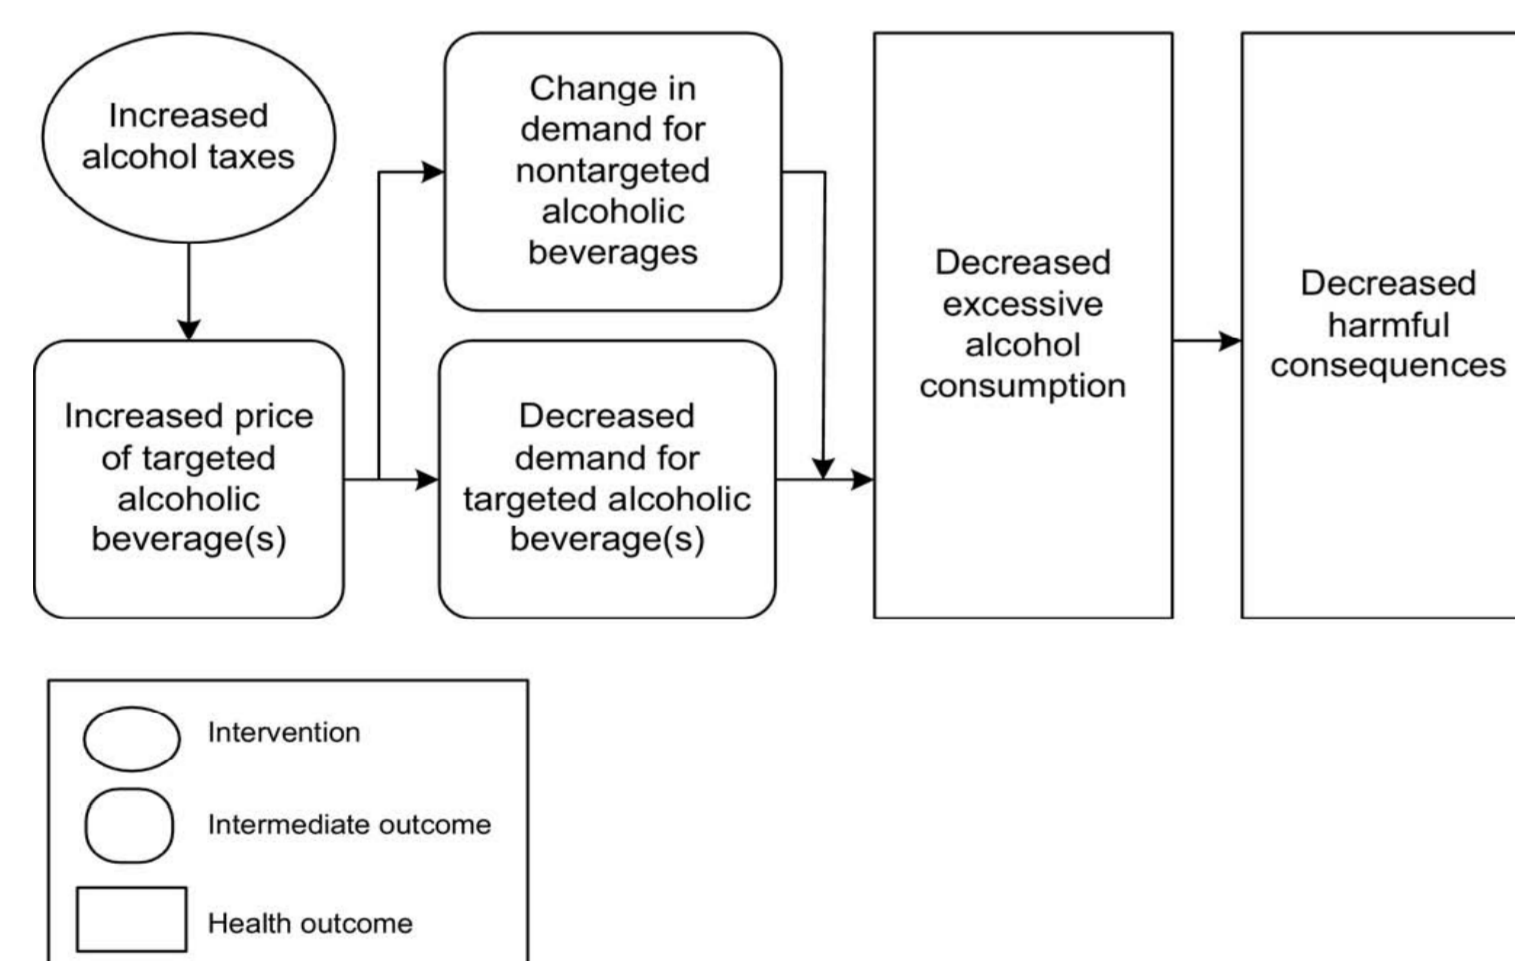 Increased
alcohol taxes
Increased price
of targeted
alcoholic
beverage(s)
Change in
demand for
nontargeted
alcoholic
beverages
Decreased
demand for
targeted alcoholic
beverage(s)
Decreased
excessive
alcohol
consumption
Decreased
harmful
consequences
Intervention
Intermediate outcome
Health outcome